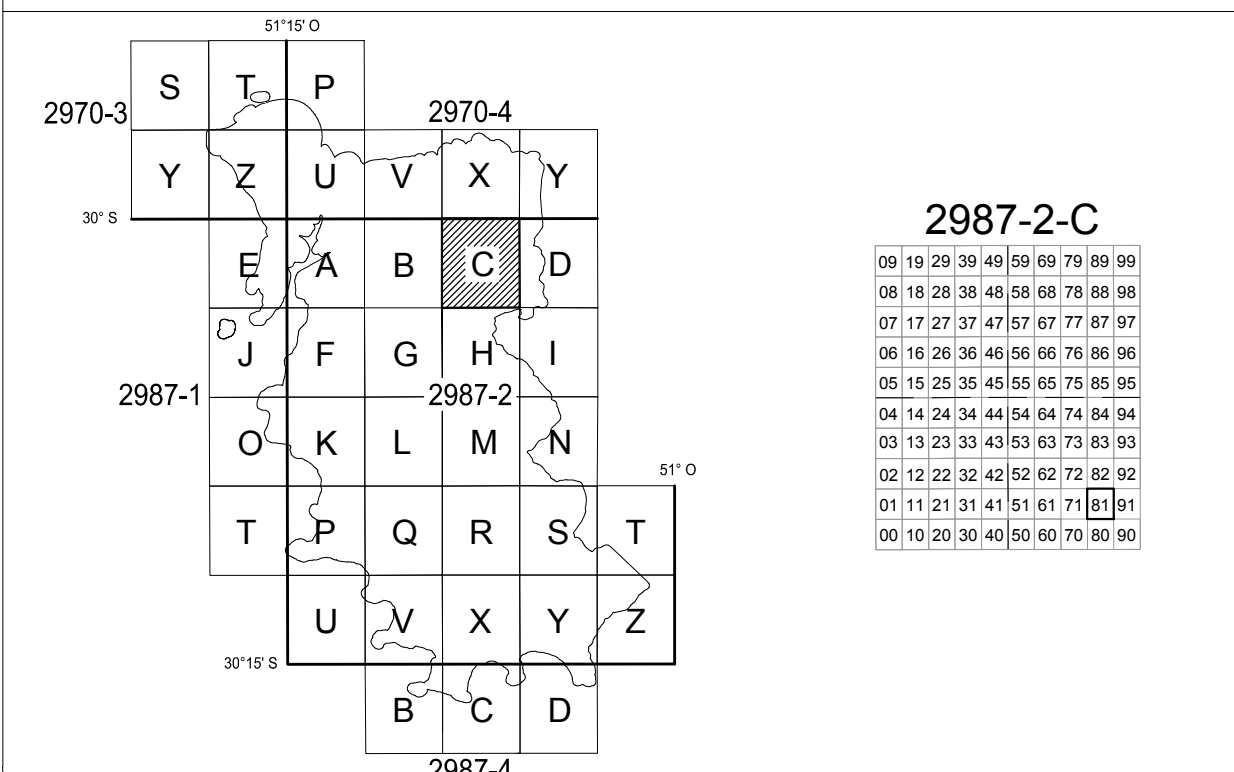 51°15' O
S T P
2970-3 2970-4
Y Z U V X Y
30° S
E A B C D
J F G H I
2987-1 2987-2
O K L M N
51° O
T P Q R S T
U V X Y Z
30°15' S
B C D
2987-4
2987-2-C
09 19 29 39 49 59 69 79 89 99
08 18 28 38 48 58 68 78 88 98
07 17 27 37 47 57 67 77 87 97
06 16 26 36 46 56 66 76 86 96
05 15 25 35 45 55 65 75 85 95
04 14 24 34 44 54 64 74 84 94
03 13 23 33 43 53 63 73 83 93
02 12 22 32 42 52 62 72 82 92
01 11 21 31 41 51 61 71 81 91
00 10 20 30 40 50 60 70 80 90